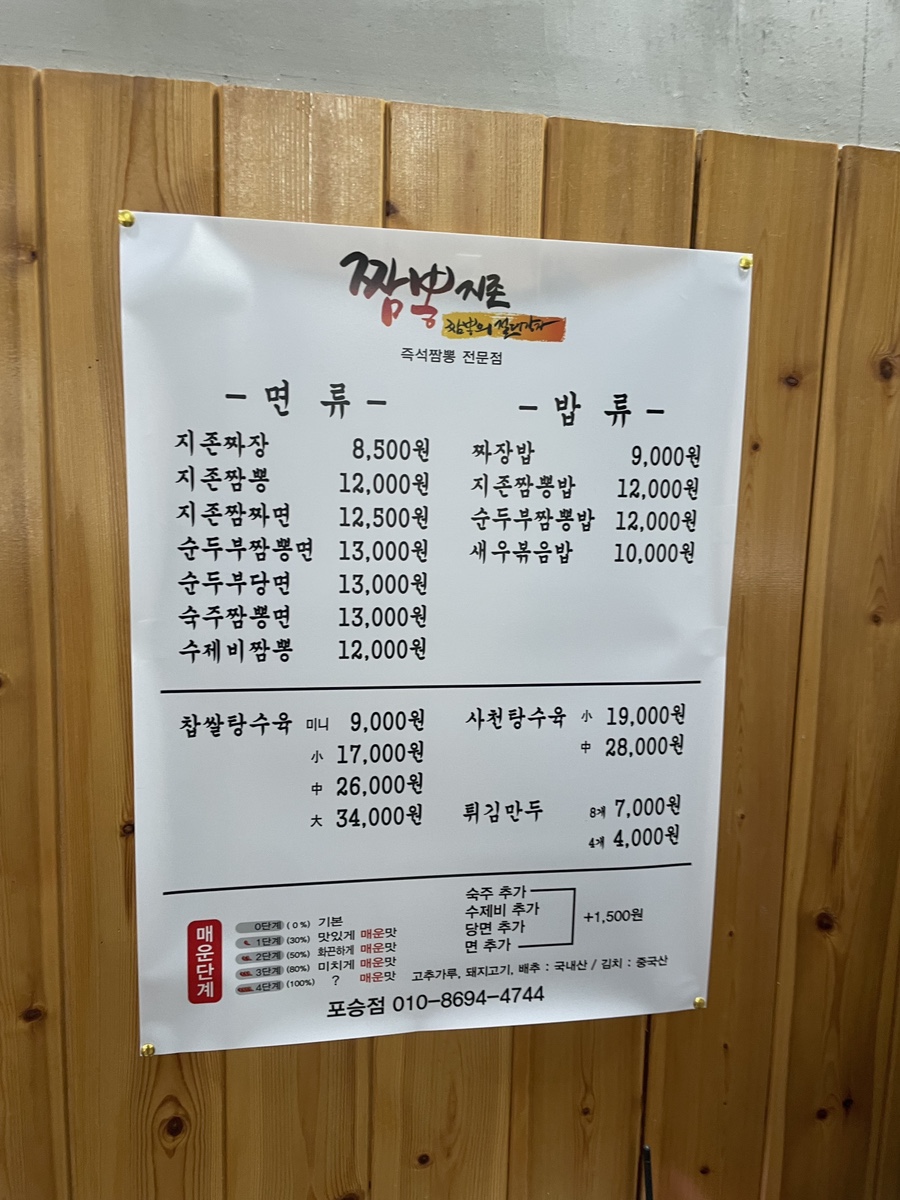 짬뽕지존
짬뽕의 절대강자
즉석짬뽕 전문점
- 면 류 -
지존짜장 8,500원
지존짬뽕 12,000원
지존짬짜면 12,500원
순두부짬뽕면 13,000원
순두부당면 13,000원
숙주짬뽕면 13,000원
수제비짬뽕 12,000원
- 밥 류 -
짜장밥 9,000원
지존짬뽕밥 12,000원
순두부짬뽕밥 12,000원
새우볶음밥 10,000원
찹쌀탕수육 미니 9,000원
小 17,000원
中 26,000원
大 34,000원
사천탕수육 小 19,000원
中 28,000원
튀김만두 8개 7,000원
4개 4,000원
매운단계
0단계 (0%) 기본
1단계 (30%) 맛있게 매운맛
2단계 (50%) 화끈하게 매운맛
3단계 (80%) 미치게 매운맛
4단계 (100%) ? 매운맛
숙주 추가
수제비 추가
당면 추가
면 추가
+1,500원
고추가루, 돼지고기, 배추 : 국내산 / 김치 : 중국산
포승점 010-8694-4744